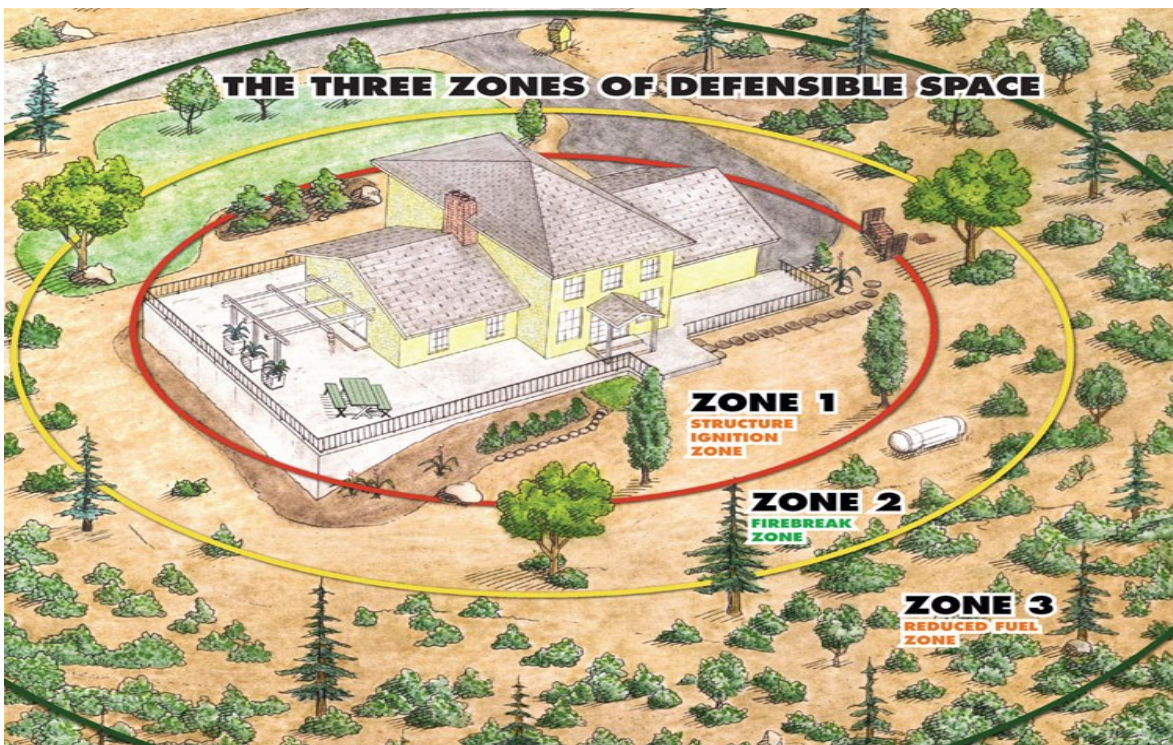 THE THREE ZONES OF DEFENSIBLE SPACE
ZONE 1
STRUCTURE
IGNITION
ZONE
ZONE 2
FIREBREAK
ZONE
ZONE 3
REDUCED FUEL
ZONE